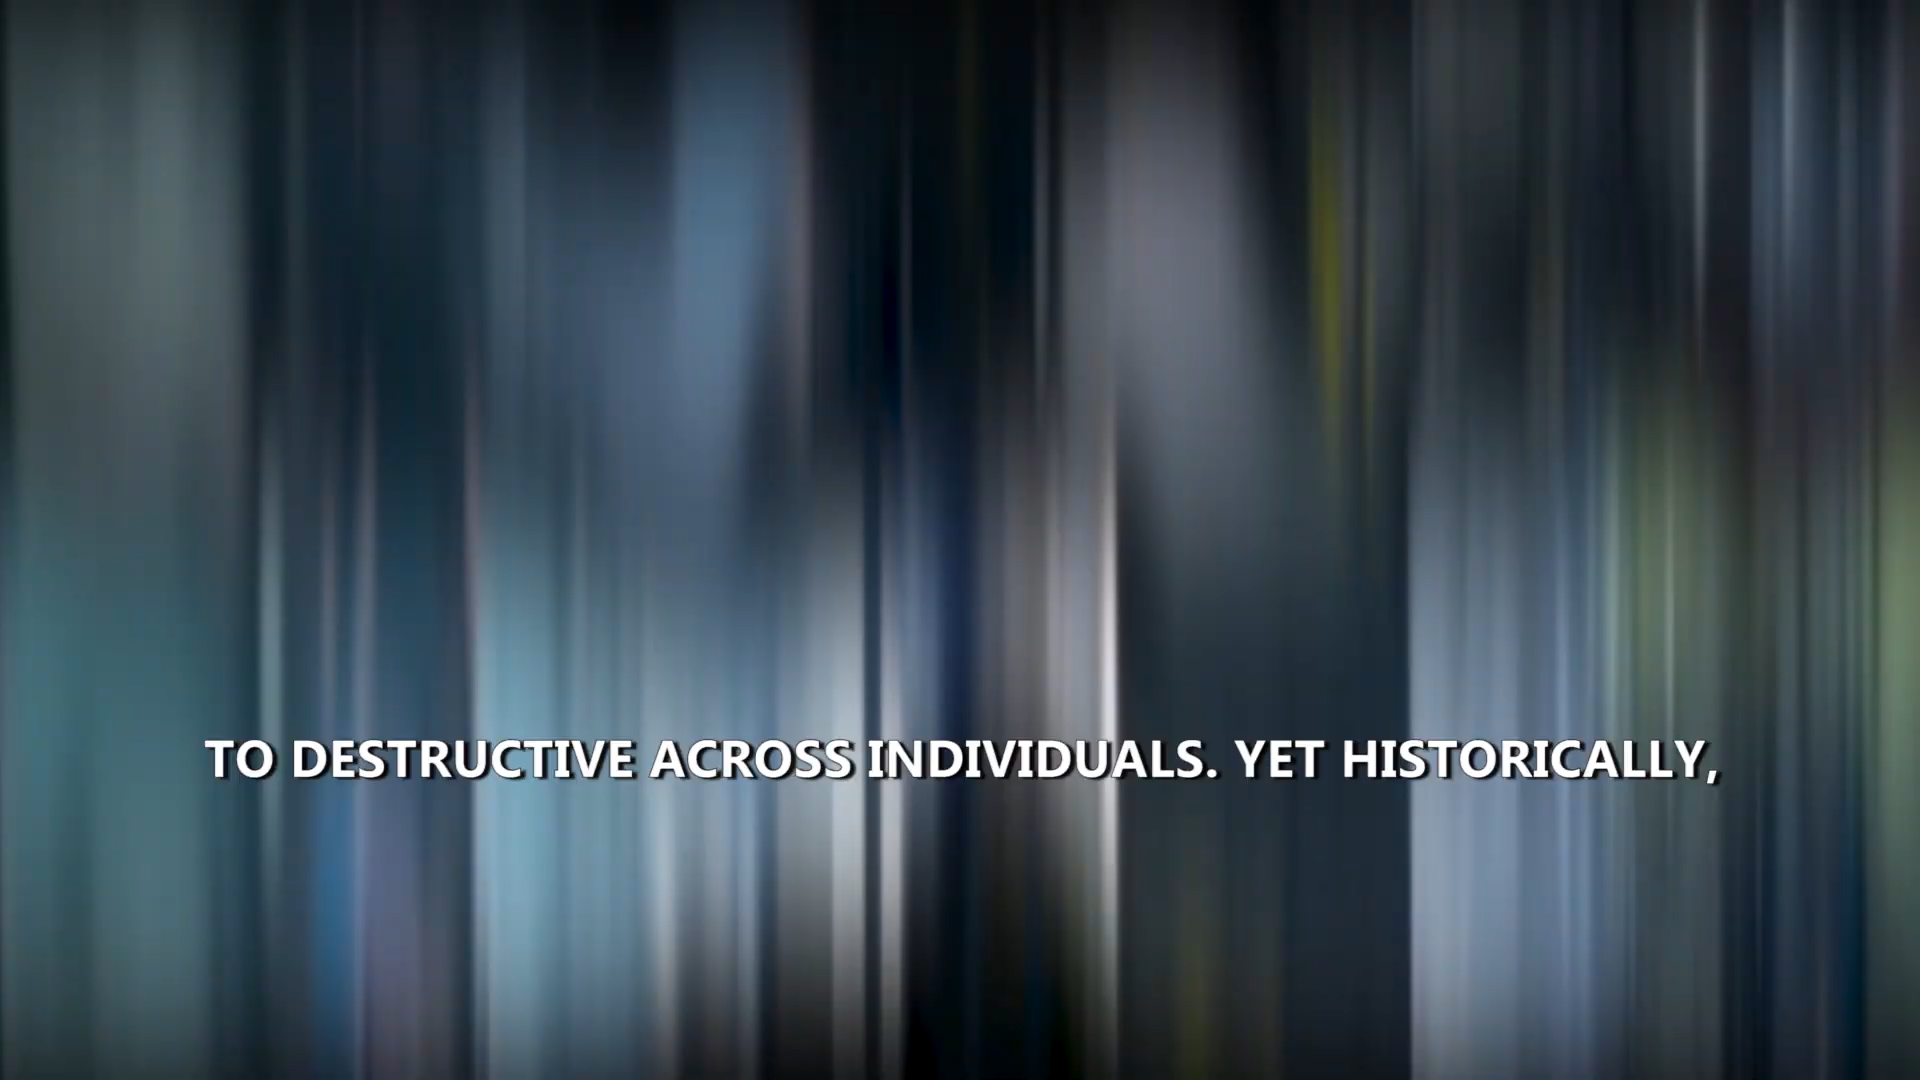 TO DESTRUCTIVE ACROSS INDIVIDUALS. YET HISTORICALLY,